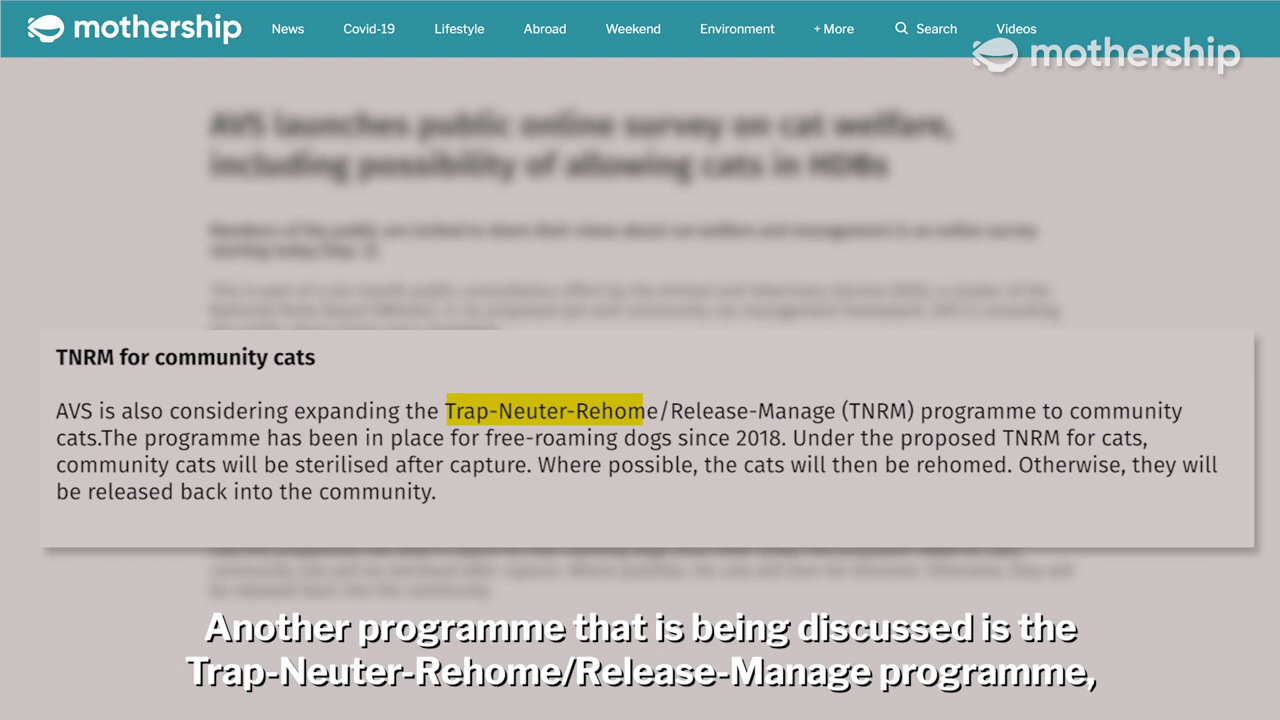 mothership
News Covid-19 Lifestyle Abroad Weekend Environment + More Search Videos
mothership
AVS launches public online survey on cat welfare,
including possibility of allowing cats in HDBs
TNRM for community cats
AVS is also considering expanding the Trap-Neuter-Rehome/Release-Manage (TNRM) programme to community
cats.The programme has been in place for free-roaming dogs since 2018. Under the proposed TNRM for cats,
community cats will be sterilised after capture. Where possible, the cats will then be rehomed. Otherwise, they will
be released back into the community.
Another programme that is being discussed is the
Trap-Neuter-Rehome/Release-Manage programme,